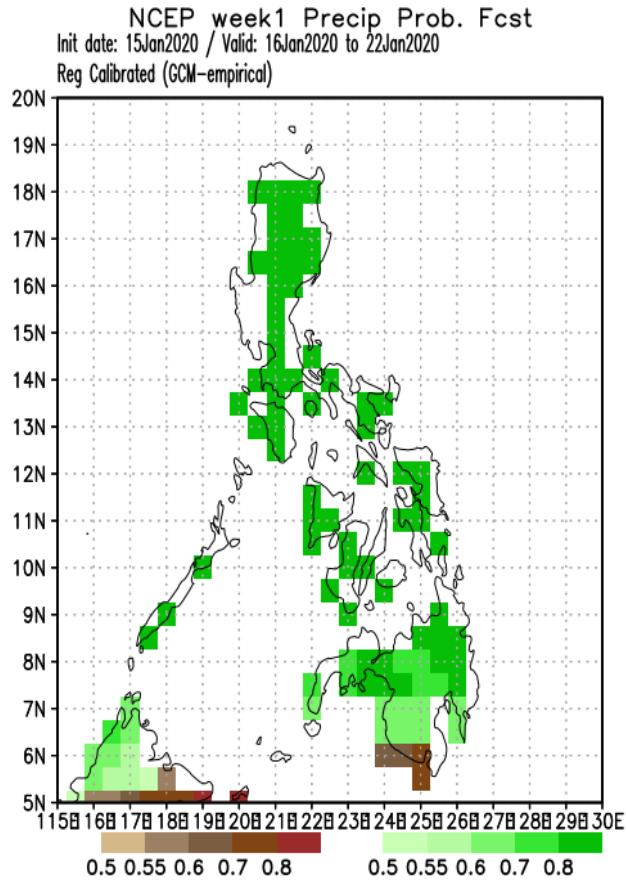 NCEP week1 Precip Prob. Fcst
Init date: 15Jan2020 / Valid: 16Jan2020 to 22Jan2020
Reg Calibrated (GCM-empirical)
20N
19N
18N
17N
16N
15N
14N
13N
12N
11N
10N
9N
8N
7N
6N
5N
115E 116E 117E 118E 119E 120E 121E 122E 123E 124E 125E 126E 127E 128E 129E 130E
0.5 0.55 0.6 0.7 0.8 0.5 0.55 0.6 0.7 0.8